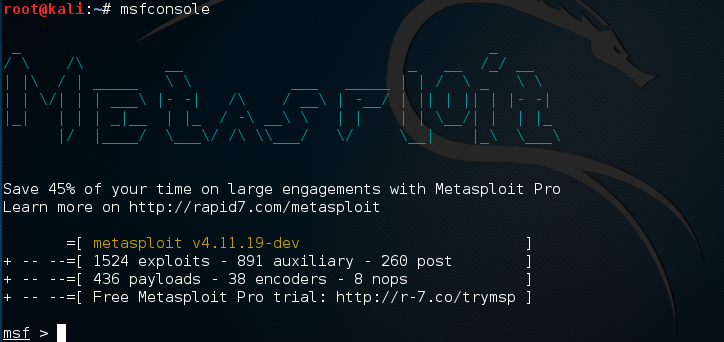 root@kali:~# msfconsole
METASPLOIT
Save 45% of your time on large engagements with Metasploit Pro
Learn more on http://rapid7.com/metasploit
=[ metasploit v4.11.19-dev ]
+ -- --=[ 1524 exploits - 891 auxiliary - 260 post ]
+ -- --=[ 436 payloads - 38 encoders - 8 nops ]
+ -- --=[ Free Metasploit Pro trial: http://r-7.co/trymsp ]
msf >